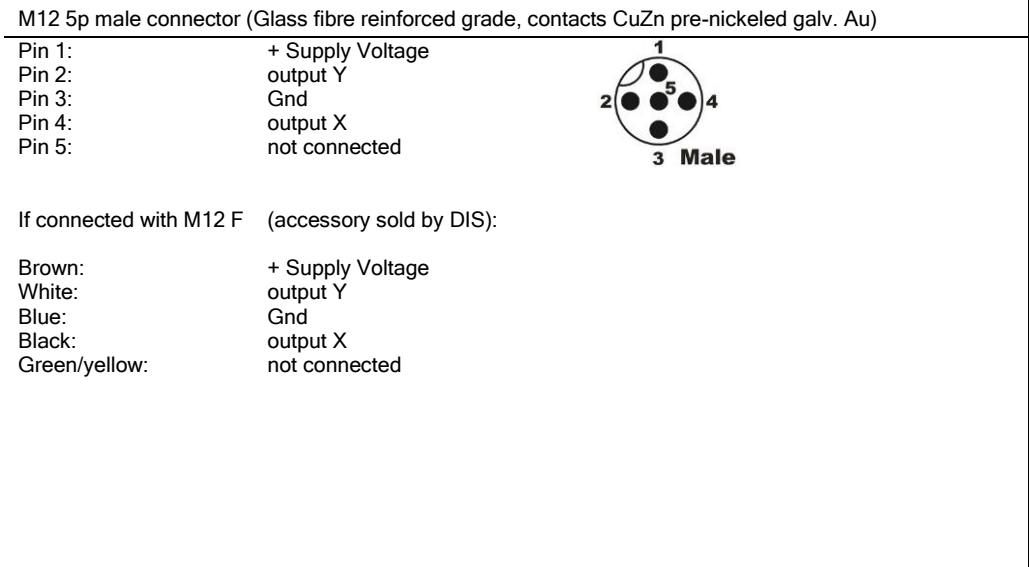 M12 5p male connector (Glass fibre reinforced grade, contacts CuZn pre-nickeled galv. Au)
Pin 1: + Supply Voltage
Pin 2: output Y
Pin 3: Gnd
Pin 4: output X
Pin 5: not connected
1
5
2 4
3 Male
If connected with M12 F (accessory sold by DIS):
Brown: + Supply Voltage
White: output Y
Blue: Gnd
Black: output X
Green/yellow: not connected